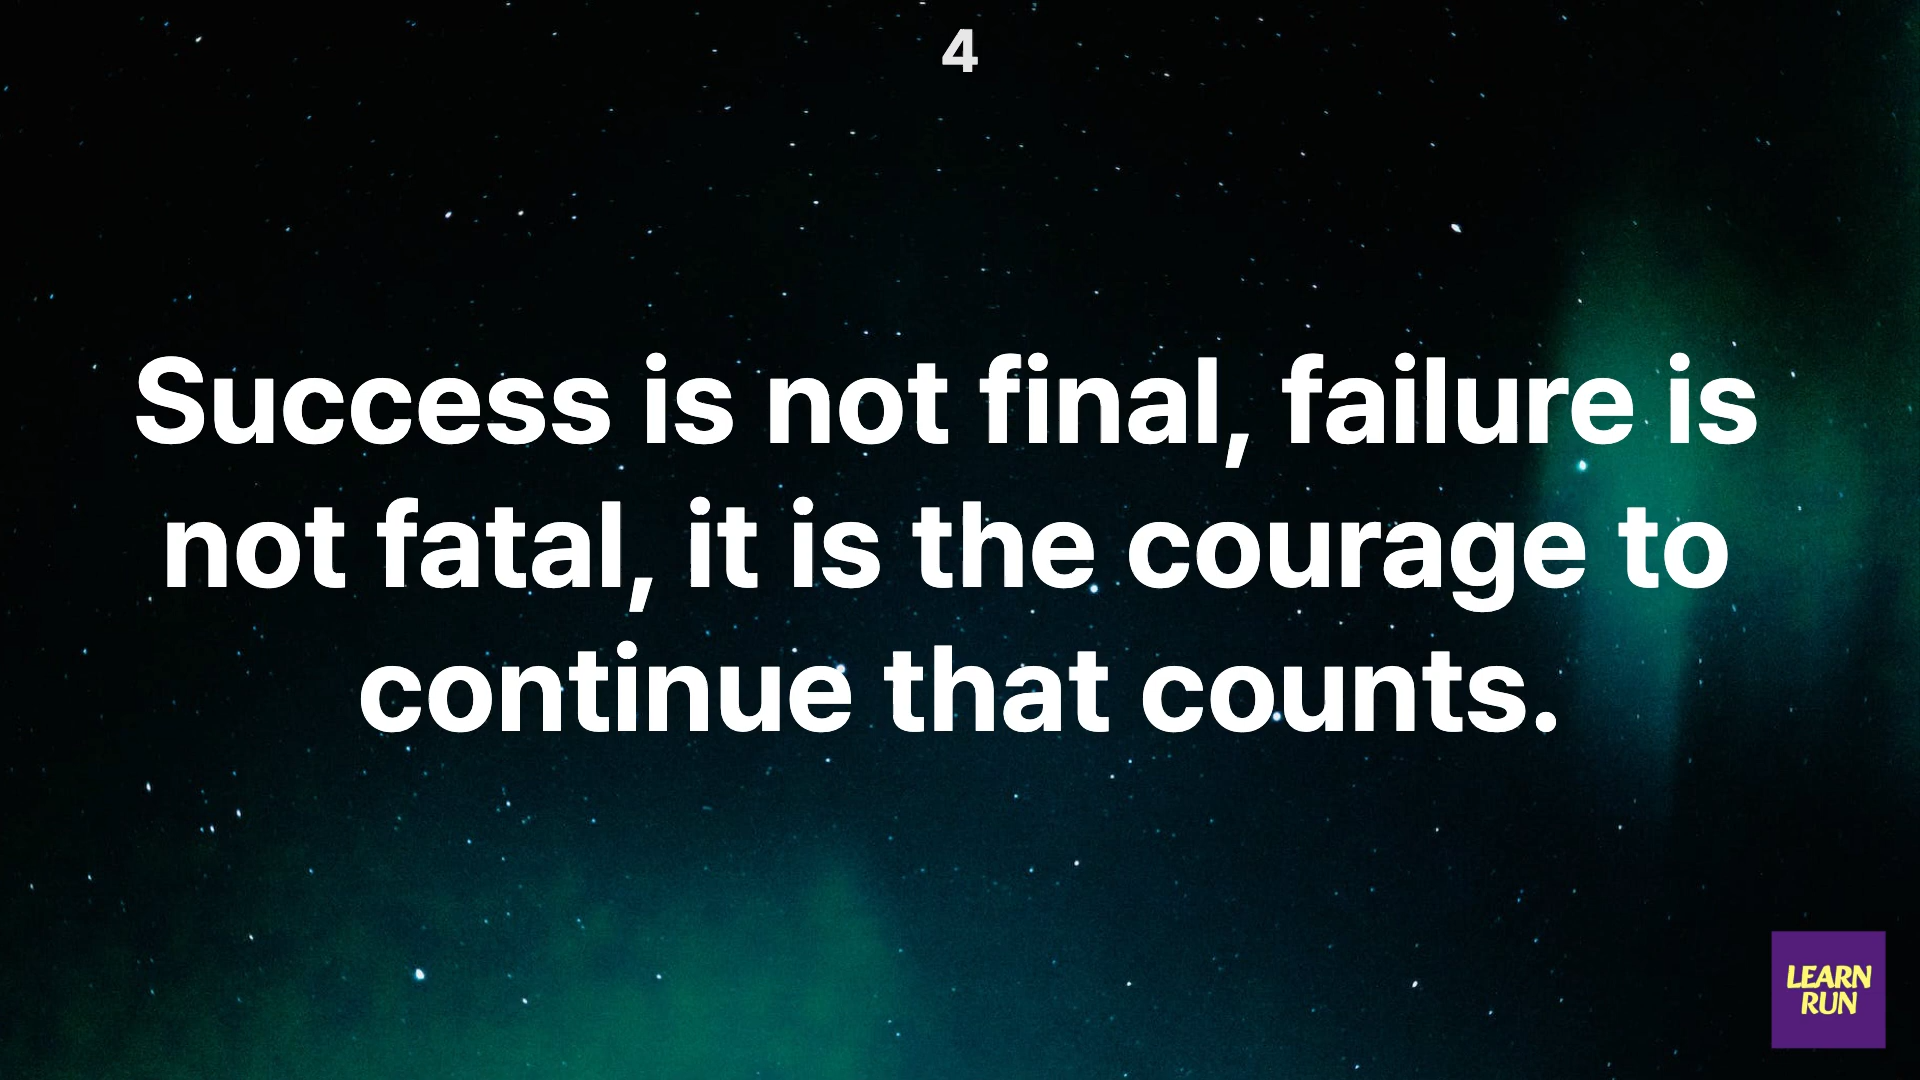 4
Success is not final, failure is
not fatal, it is the courage to
continue that counts.
LEARN
RUN